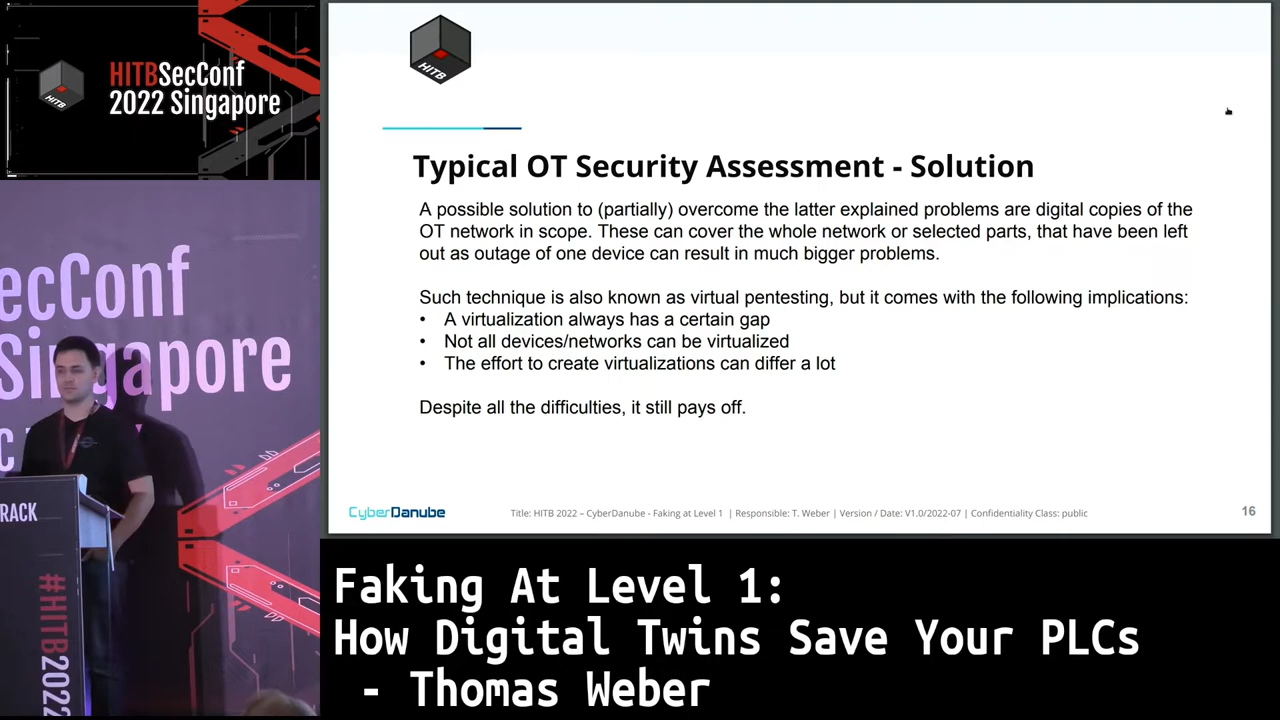 HITBSecConf
2022 Singapore
HITB
HITB
Typical OT Security Assessment - Solution
A possible solution to (partially) overcome the latter explained problems are digital copies of the
OT network in scope. These can cover the whole network or selected parts, that have been left
out as outage of one device can result in much bigger problems.
Such technique is also known as virtual pentesting, but it comes with the following implications:
• A virtualization always has a certain gap
• Not all devices/networks can be virtualized
• The effort to create virtualizations can differ a lot
Despite all the difficulties, it still pays off.
CyberDanube
Title: HITB 2022 – CyberDanube - Faking at Level 1 | Responsible: T. Weber | Version / Date: V1.0/2022-07 | Confidentiality Class: public
16
ecConf
Singapore
C
RACK
#HITB2022
Faking At Level 1:
How Digital Twins Save Your PLCs
- Thomas Weber